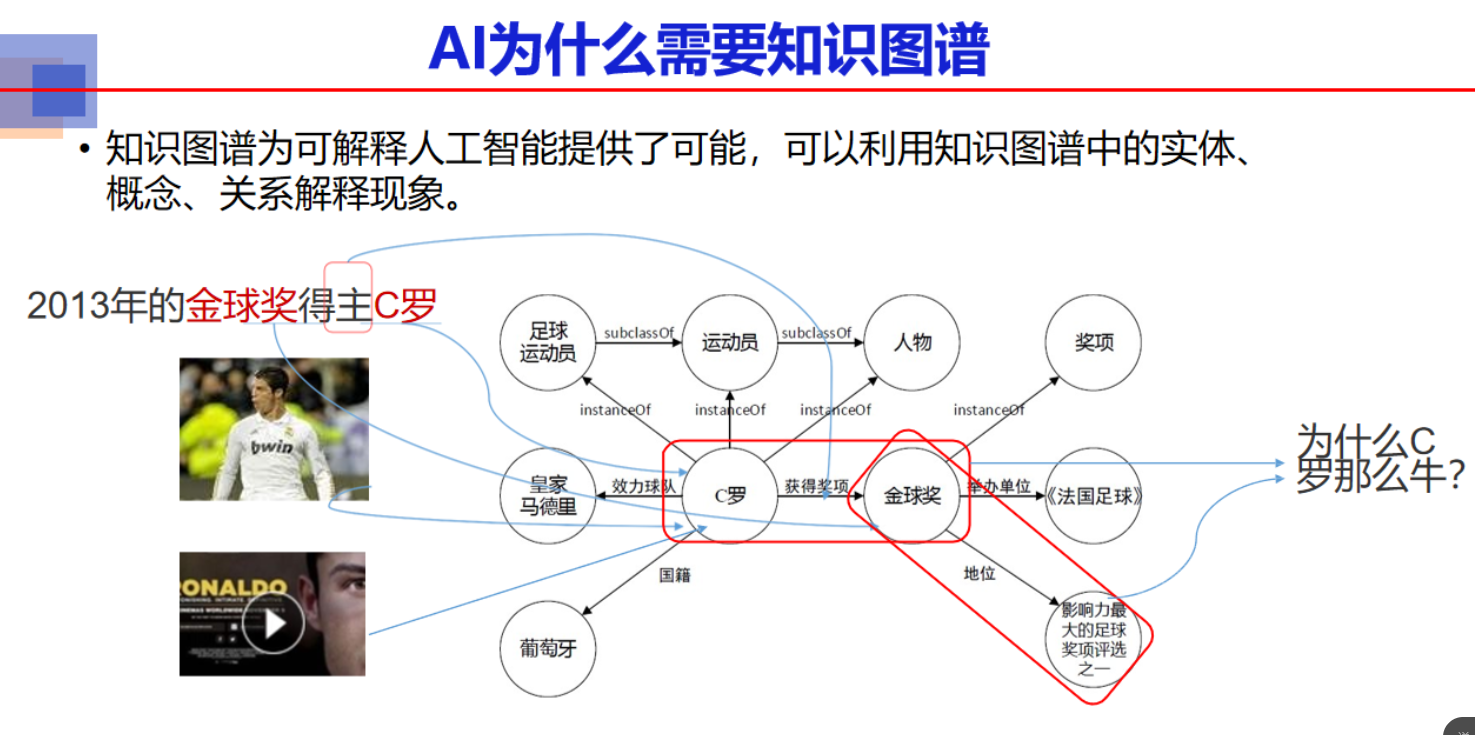 AI为什么需要知识图谱
• 知识图谱为可解释人工智能提供了可能，可以利用知识图谱中的实体、
概念、关系解释现象。
2013年的金球奖得主C罗
足球
运动员
subclassOf
运动员
subclassOf
人物
奖项
instanceOf
instanceOf
instanceOf
instanceOf
bwin
皇家
马德里
效力球队
C罗
获得奖项
金球奖
举办单位
《法国足球》
为什么C
罗那么牛？
国籍
地位
ONALDO
葡萄牙
影响力最
大的足球
奖项评选
之一